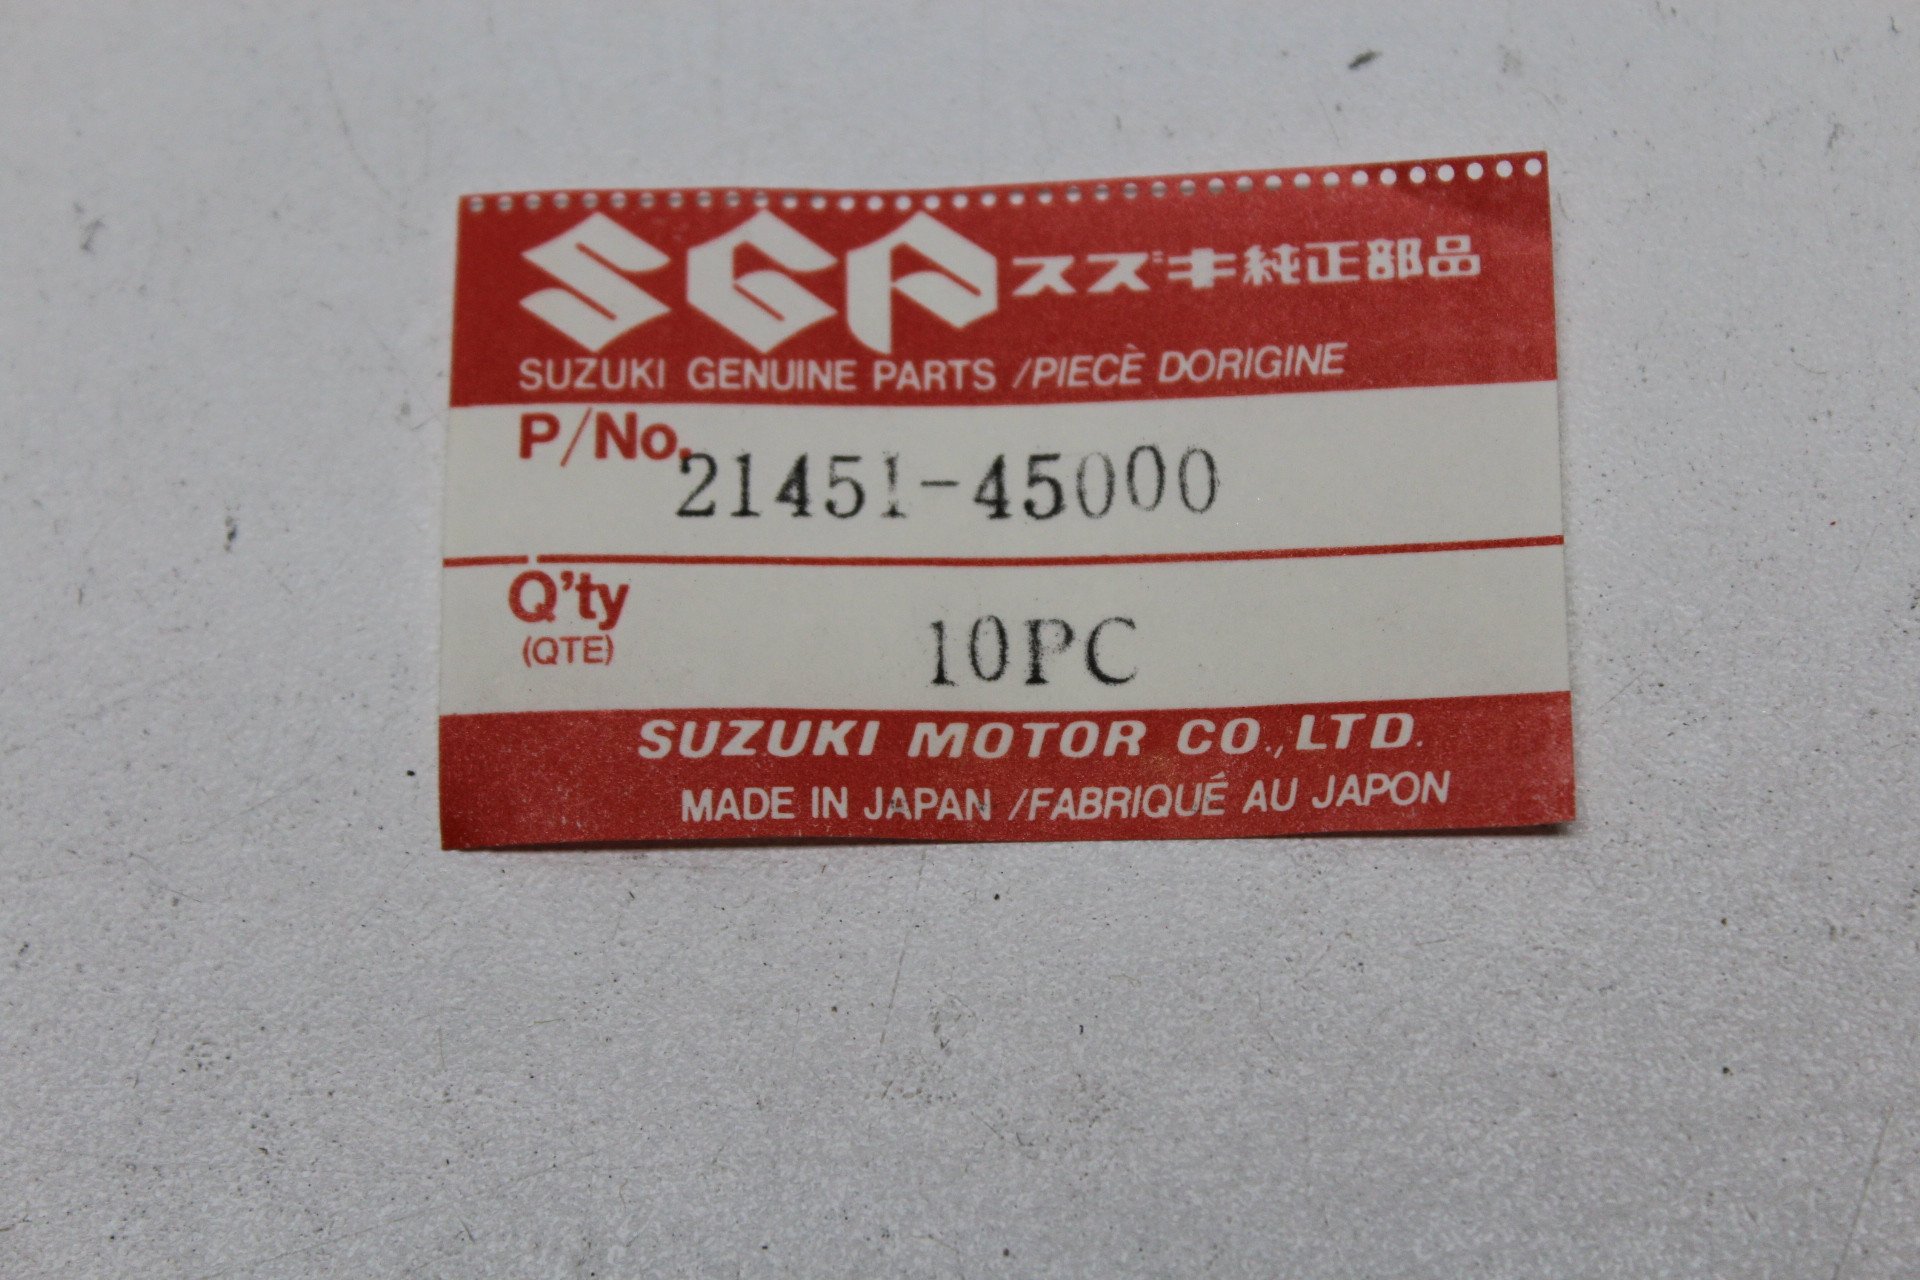 SGP スズキ純正部品
SUZUKI GENUINE PARTS /PIECÈ DORIGINE
P/No. 21451-45000
Q'ty 10PC
(QTE)
SUZUKI MOTOR CO.,LTD.
MADE IN JAPAN /FABRIQUÉ AU JAPON